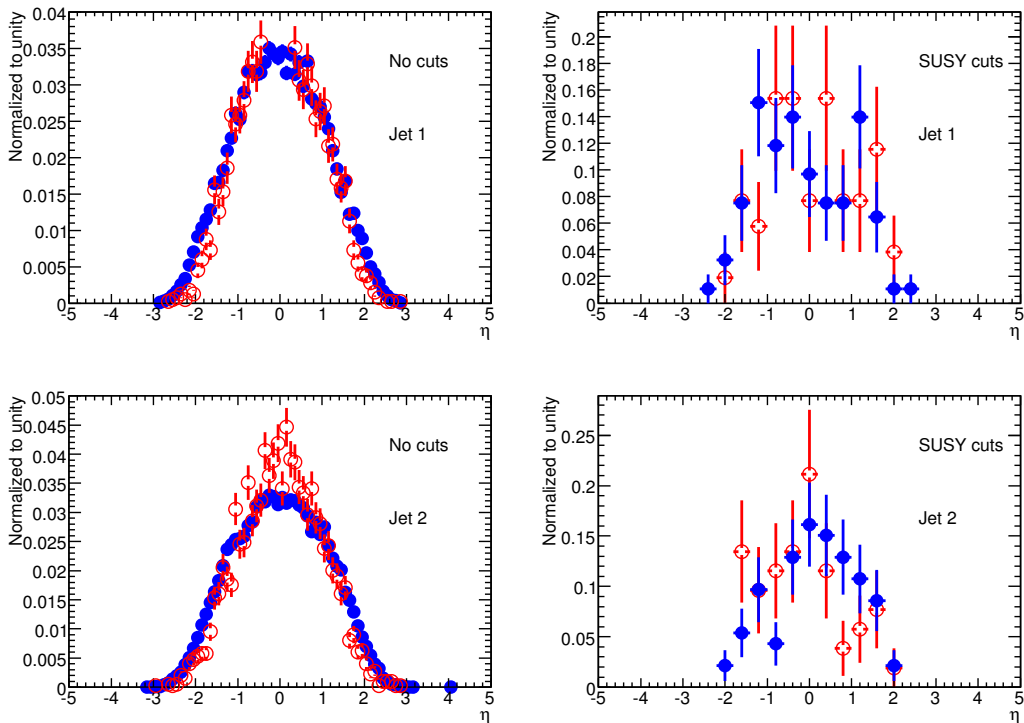 Normalized to unity
0.04
0.035
0.03
0.025
0.02
0.015
0.01
0.005
0
No cuts
Jet 1
-5 -4 -3 -2 -1 0 1 2 3 4 5
η
Normalized to unity
0.2
0.18
0.16
0.14
0.12
0.1
0.08
0.06
0.04
0.02
0
SUSY cuts
Jet 1
-5 -4 -3 -2 -1 0 1 2 3 4 5
η
Normalized to unity
0.05
0.045
0.04
0.035
0.03
0.025
0.02
0.015
0.01
0.005
0
No cuts
Jet 2
-5 -4 -3 -2 -1 0 1 2 3 4 5
η
Normalized to unity
0.25
0.2
0.15
0.1
0.05
0
SUSY cuts
Jet 2
-5 -4 -3 -2 -1 0 1 2 3 4 5
η